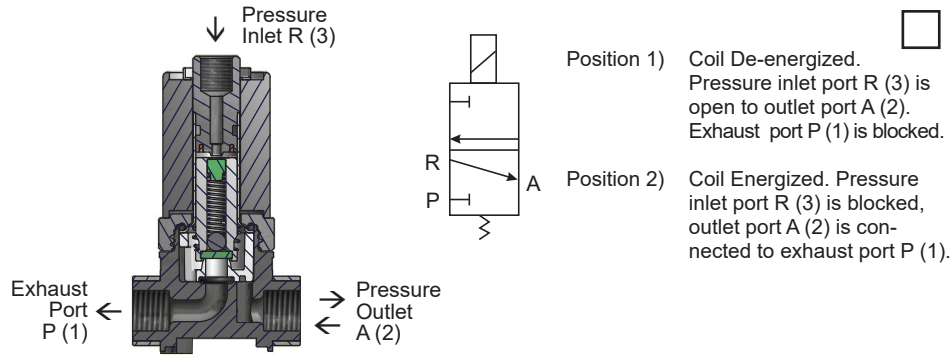 Pressure
Inlet R (3)
Exhaust
Port
P (1)
Pressure
Outlet
A (2)
R
A
P
Position 1)
Coil De-energized.
Pressure inlet port R (3) is
open to outlet port A (2).
Exhaust port P (1) is blocked.
Position 2)
Coil Energized. Pressure
inlet port R (3) is blocked,
outlet port A (2) is con-
nected to exhaust port P (1).